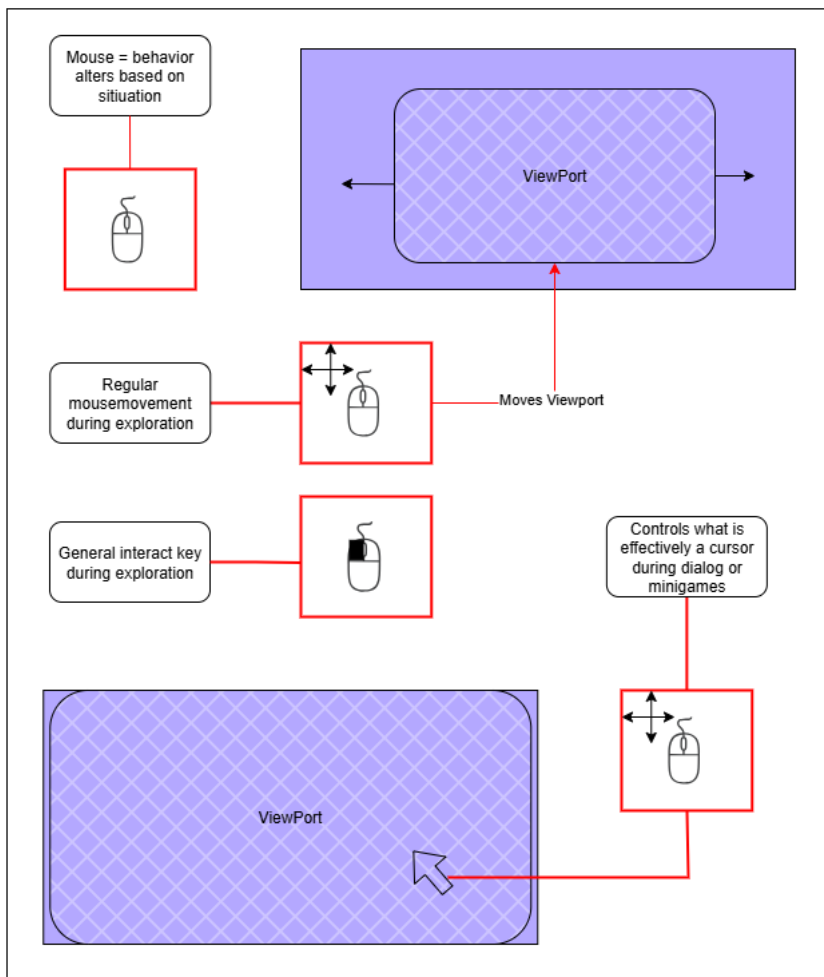 Mouse = behavior
alters based on
sitiuation
ViewPort
Regular
mousemovement
during exploration
Moves Viewport
General interact key
during exploration
Controls what is
effectively a cursor
during dialog or
minigames
ViewPort